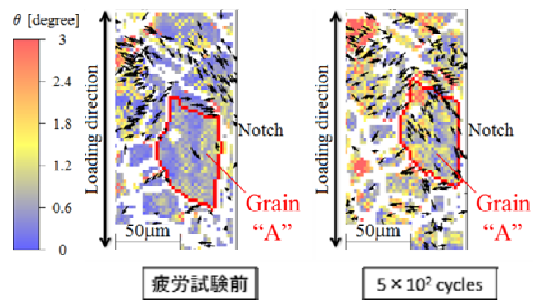 θ [degree]
3
2.4
1.8
1.2
0.6
0
Loading direction
Notch
Grain
“A”
50μm
疲労試験前
Loading direction
Notch
Grain
“A”
50μm
5×10² cycles